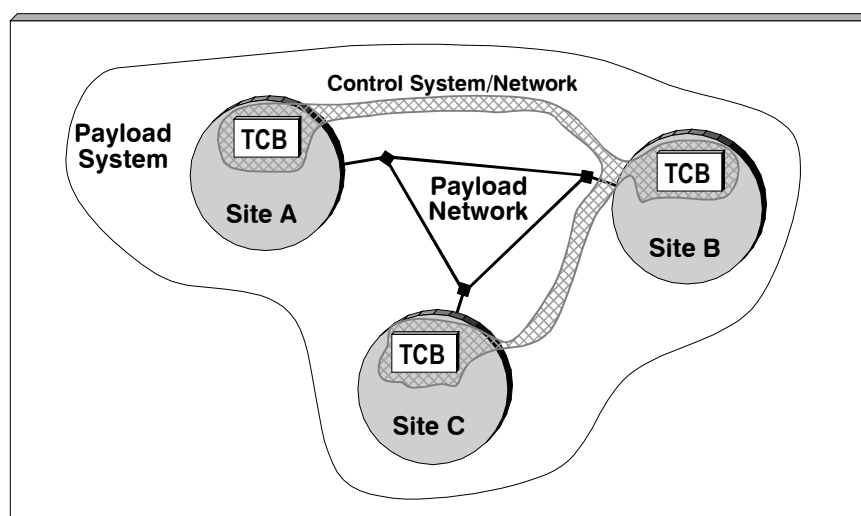 Control System/Network
Payload
System
TCB
Site A
Payload
Network
TCB
Site B
TCB
Site C